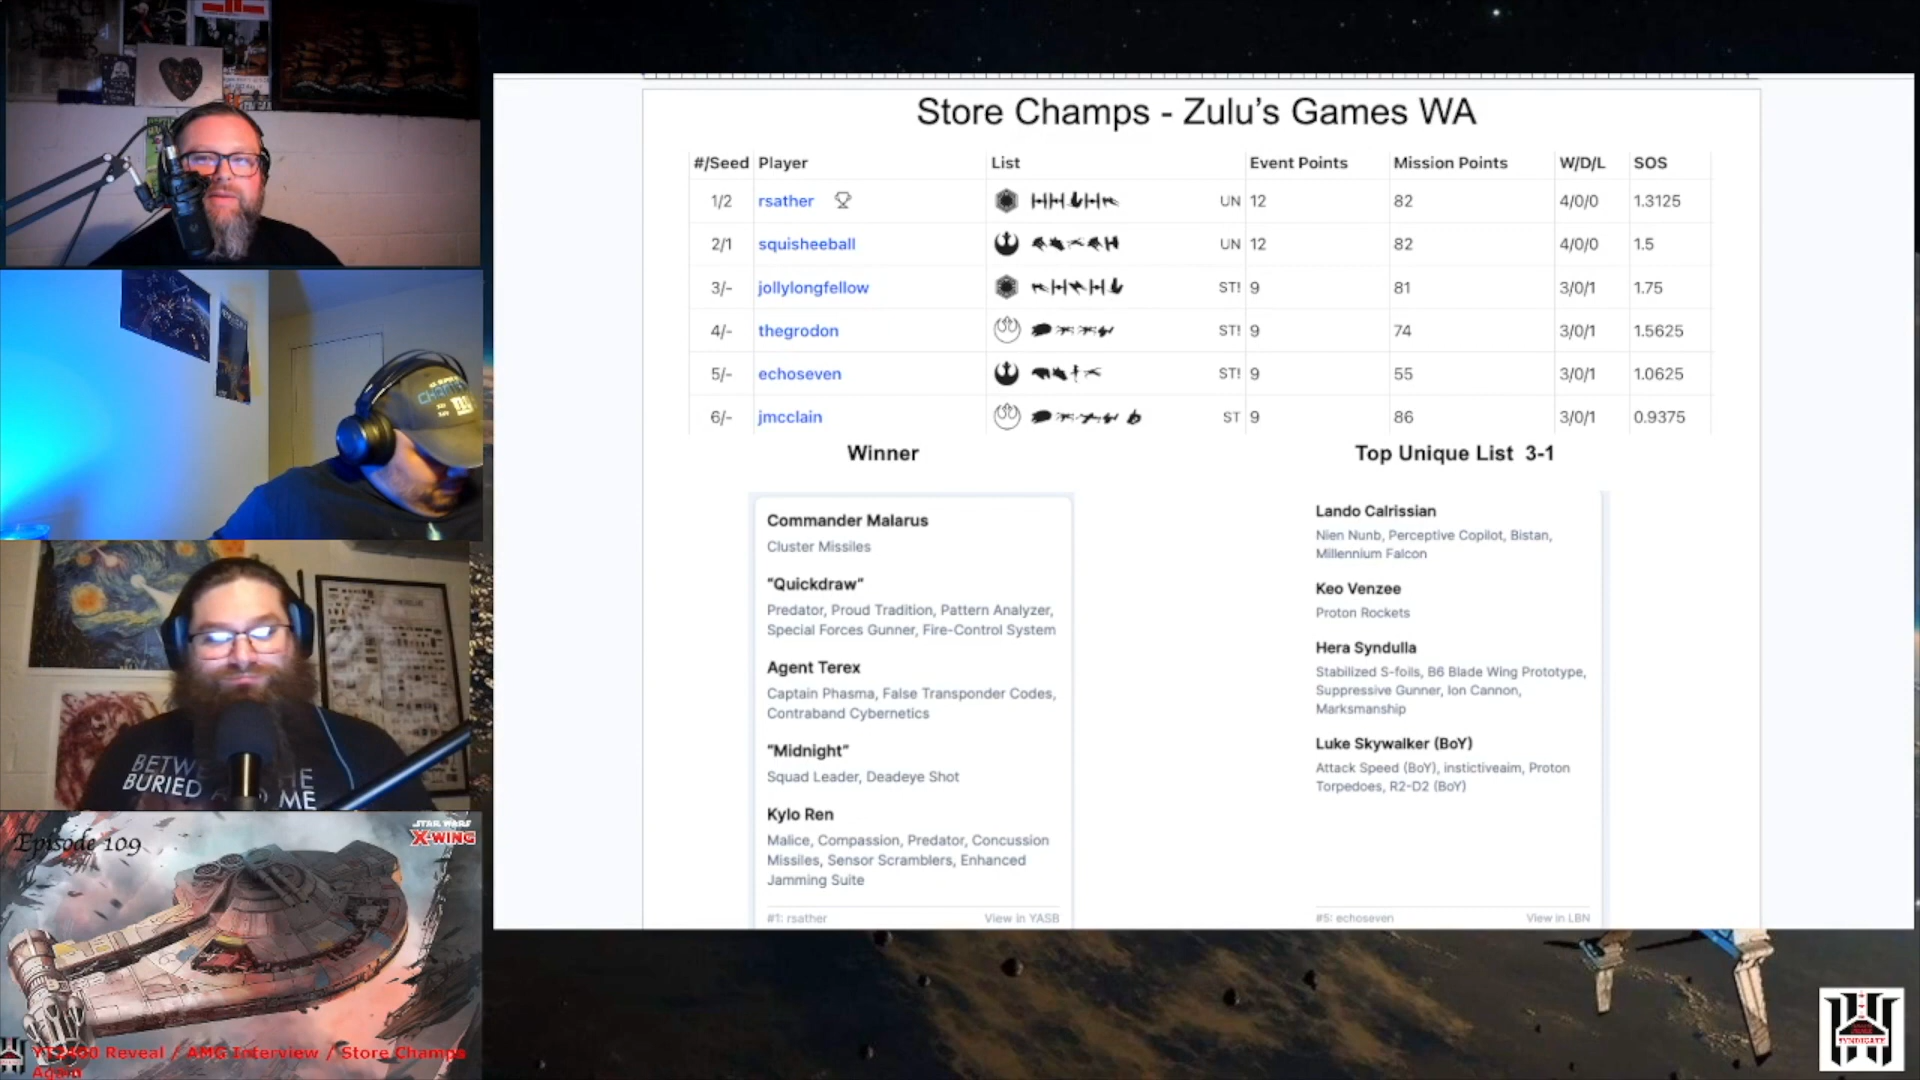 Store Champs - Zulu's Games WA
#/Seed Player List Event Points Mission Points W/D/L SOS
1/2 rsather UN 12 82 4/0/0 1.3125
2/1 squisheeball UN 12 82 4/0/0 1.5
3/- jollylongfellow ST! 9 81 3/0/1 1.75
4/- thegrodon ST! 9 74 3/0/1 1.5625
5/- echoseven ST! 9 55 3/0/1 1.0625
6/- jmcclain ST 9 86 3/0/1 0.9375
Winner
Commander Malarus
Cluster Missiles
"Quickdraw"
Predator, Proud Tradition, Pattern Analyzer,
Special Forces Gunner, Fire-Control System
Agent Terex
Captain Phasma, False Transponder Codes,
Contraband Cybernetics
"Midnight"
Squad Leader, Deadeye Shot
Kylo Ren
Malice, Compassion, Predator, Concussion
Missiles, Sensor Scramblers, Enhanced
Jamming Suite
#1: rsather View in YASB
Top Unique List 3-1
Lando Calrissian
Nien Nunb, Perceptive Copilot, Bistan,
Millennium Falcon
Keo Venzee
Proton Rockets
Hera Syndulla
Stabilized S-foils, B6 Blade Wing Prototype,
Suppressive Gunner, Ion Cannon,
Marksmanship
Luke Skywalker (BoY)
Attack Speed (BoY), instictiveaim, Proton
Torpedoes, R2-D2 (BoY)
#5: echoseven View in LBN
BURIED
ME
Episode 109
STAR WARS
X-WING
YT2400 Reveal / AMG Interview / Store Champs
Again
SYNDICATE